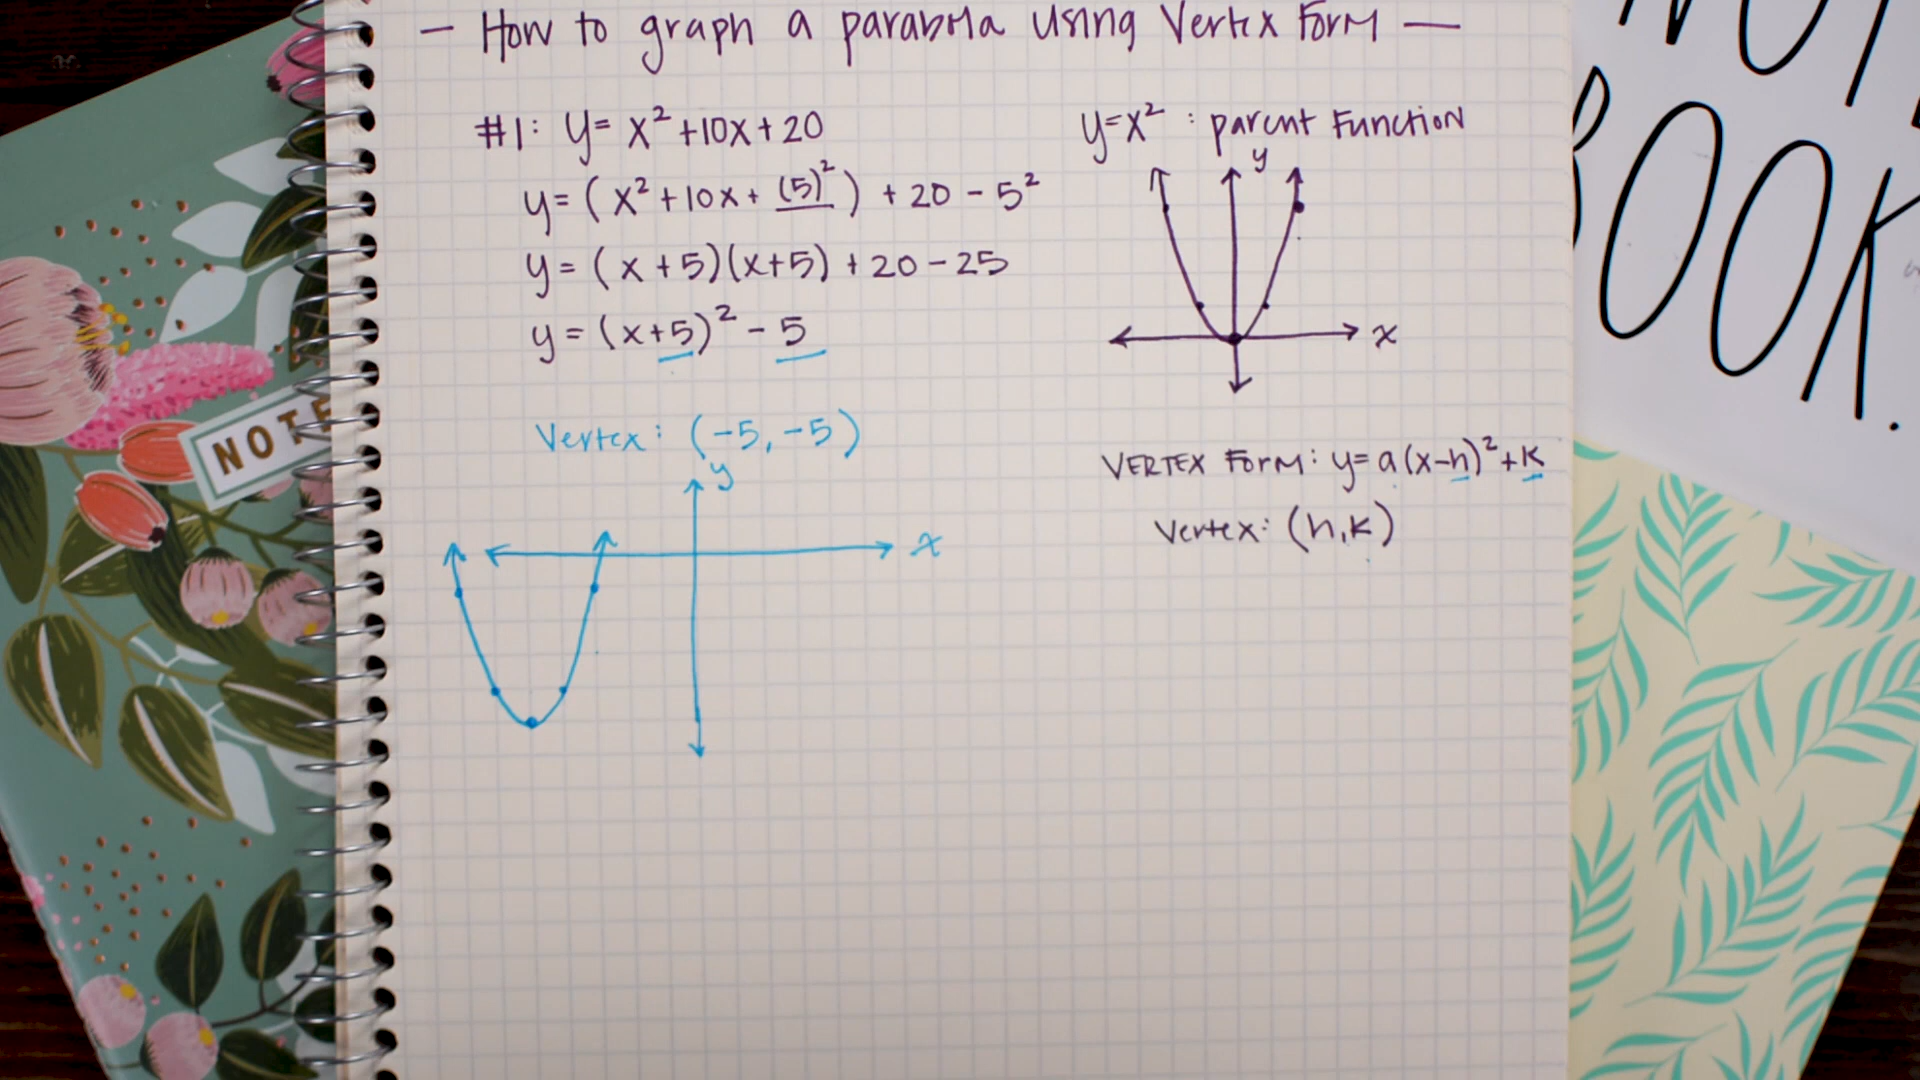 — How to graph a parabola using Vertex Form —
#1: y = x² + 10x + 20
y = ( x² + 10x + (5)² ) + 20 - 5²
y = ( x + 5)(x+5) + 20 - 25
y = (x+5)² - 5
Vertex: (-5, -5)
y
x
y=x² : parent Function
y
x
VERTEX FORM: y= a(x-h)²+k
Vertex: (h,k)
NOTE
BOOK.